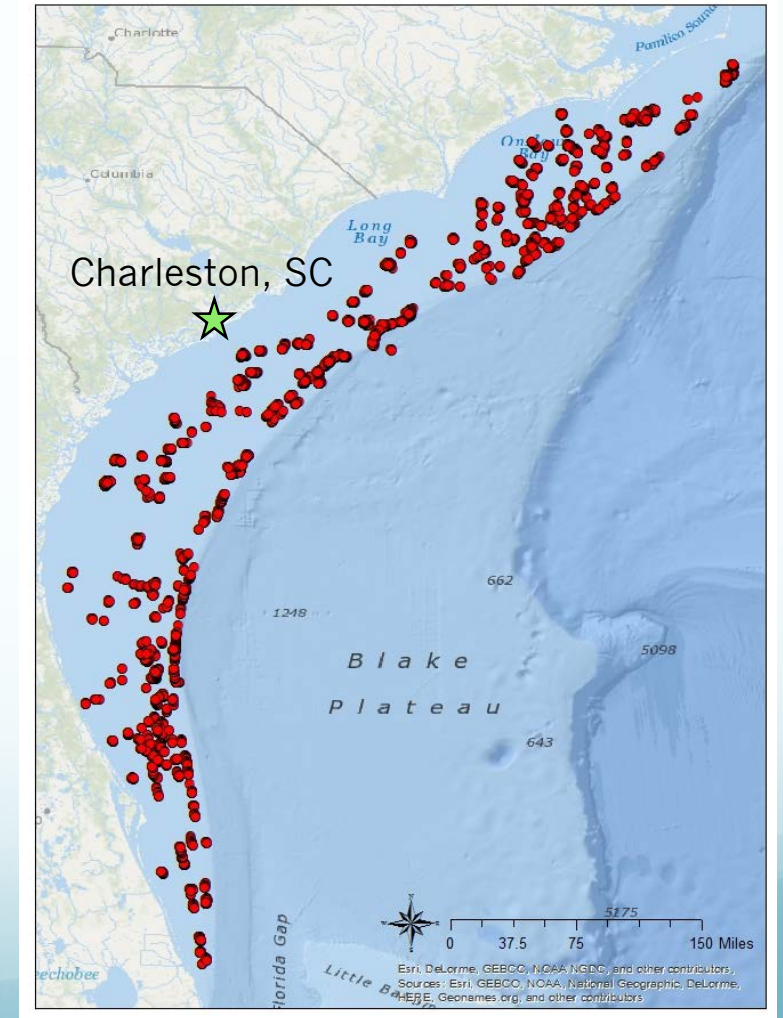 Charlotte
Pamlico Sound
Onslow
Bay
Columbia
Long
Bay
Charleston, SC
662
1248
5098
Blake
Plateau
643
5175
0 37.5 75 150 Miles
Florida Gap
eechobee
Little Ba
Esri, DeLorme, GEBCO, NOAA NGDC, and other contributors,
Sources: Esri, GEBCO, NOAA, National Geographic, DeLorme,
HERE, Geonames.org, and other contributors